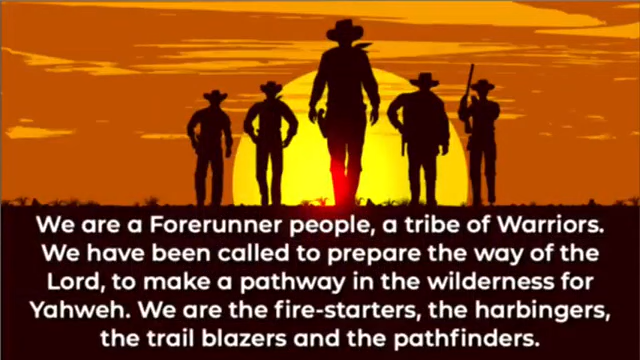 We are a Forerunner people, a tribe of Warriors.
We have been called to prepare the way of the
Lord, to make a pathway in the wilderness for
Yahweh. We are the fire-starters, the harbingers,
the trail blazers and the pathfinders.